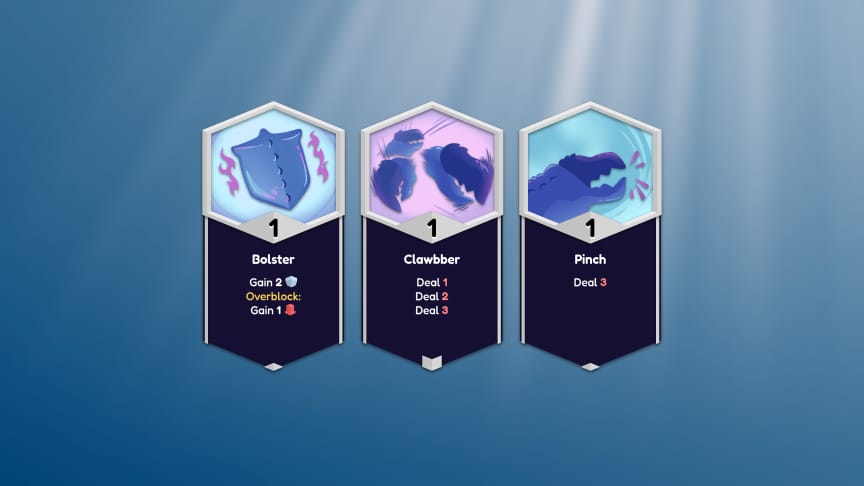 1
Bolster
Gain 2
Overblock:
Gain 1
1
Clawbber
Deal 1
Deal 2
Deal 3
1
Pinch
Deal 3